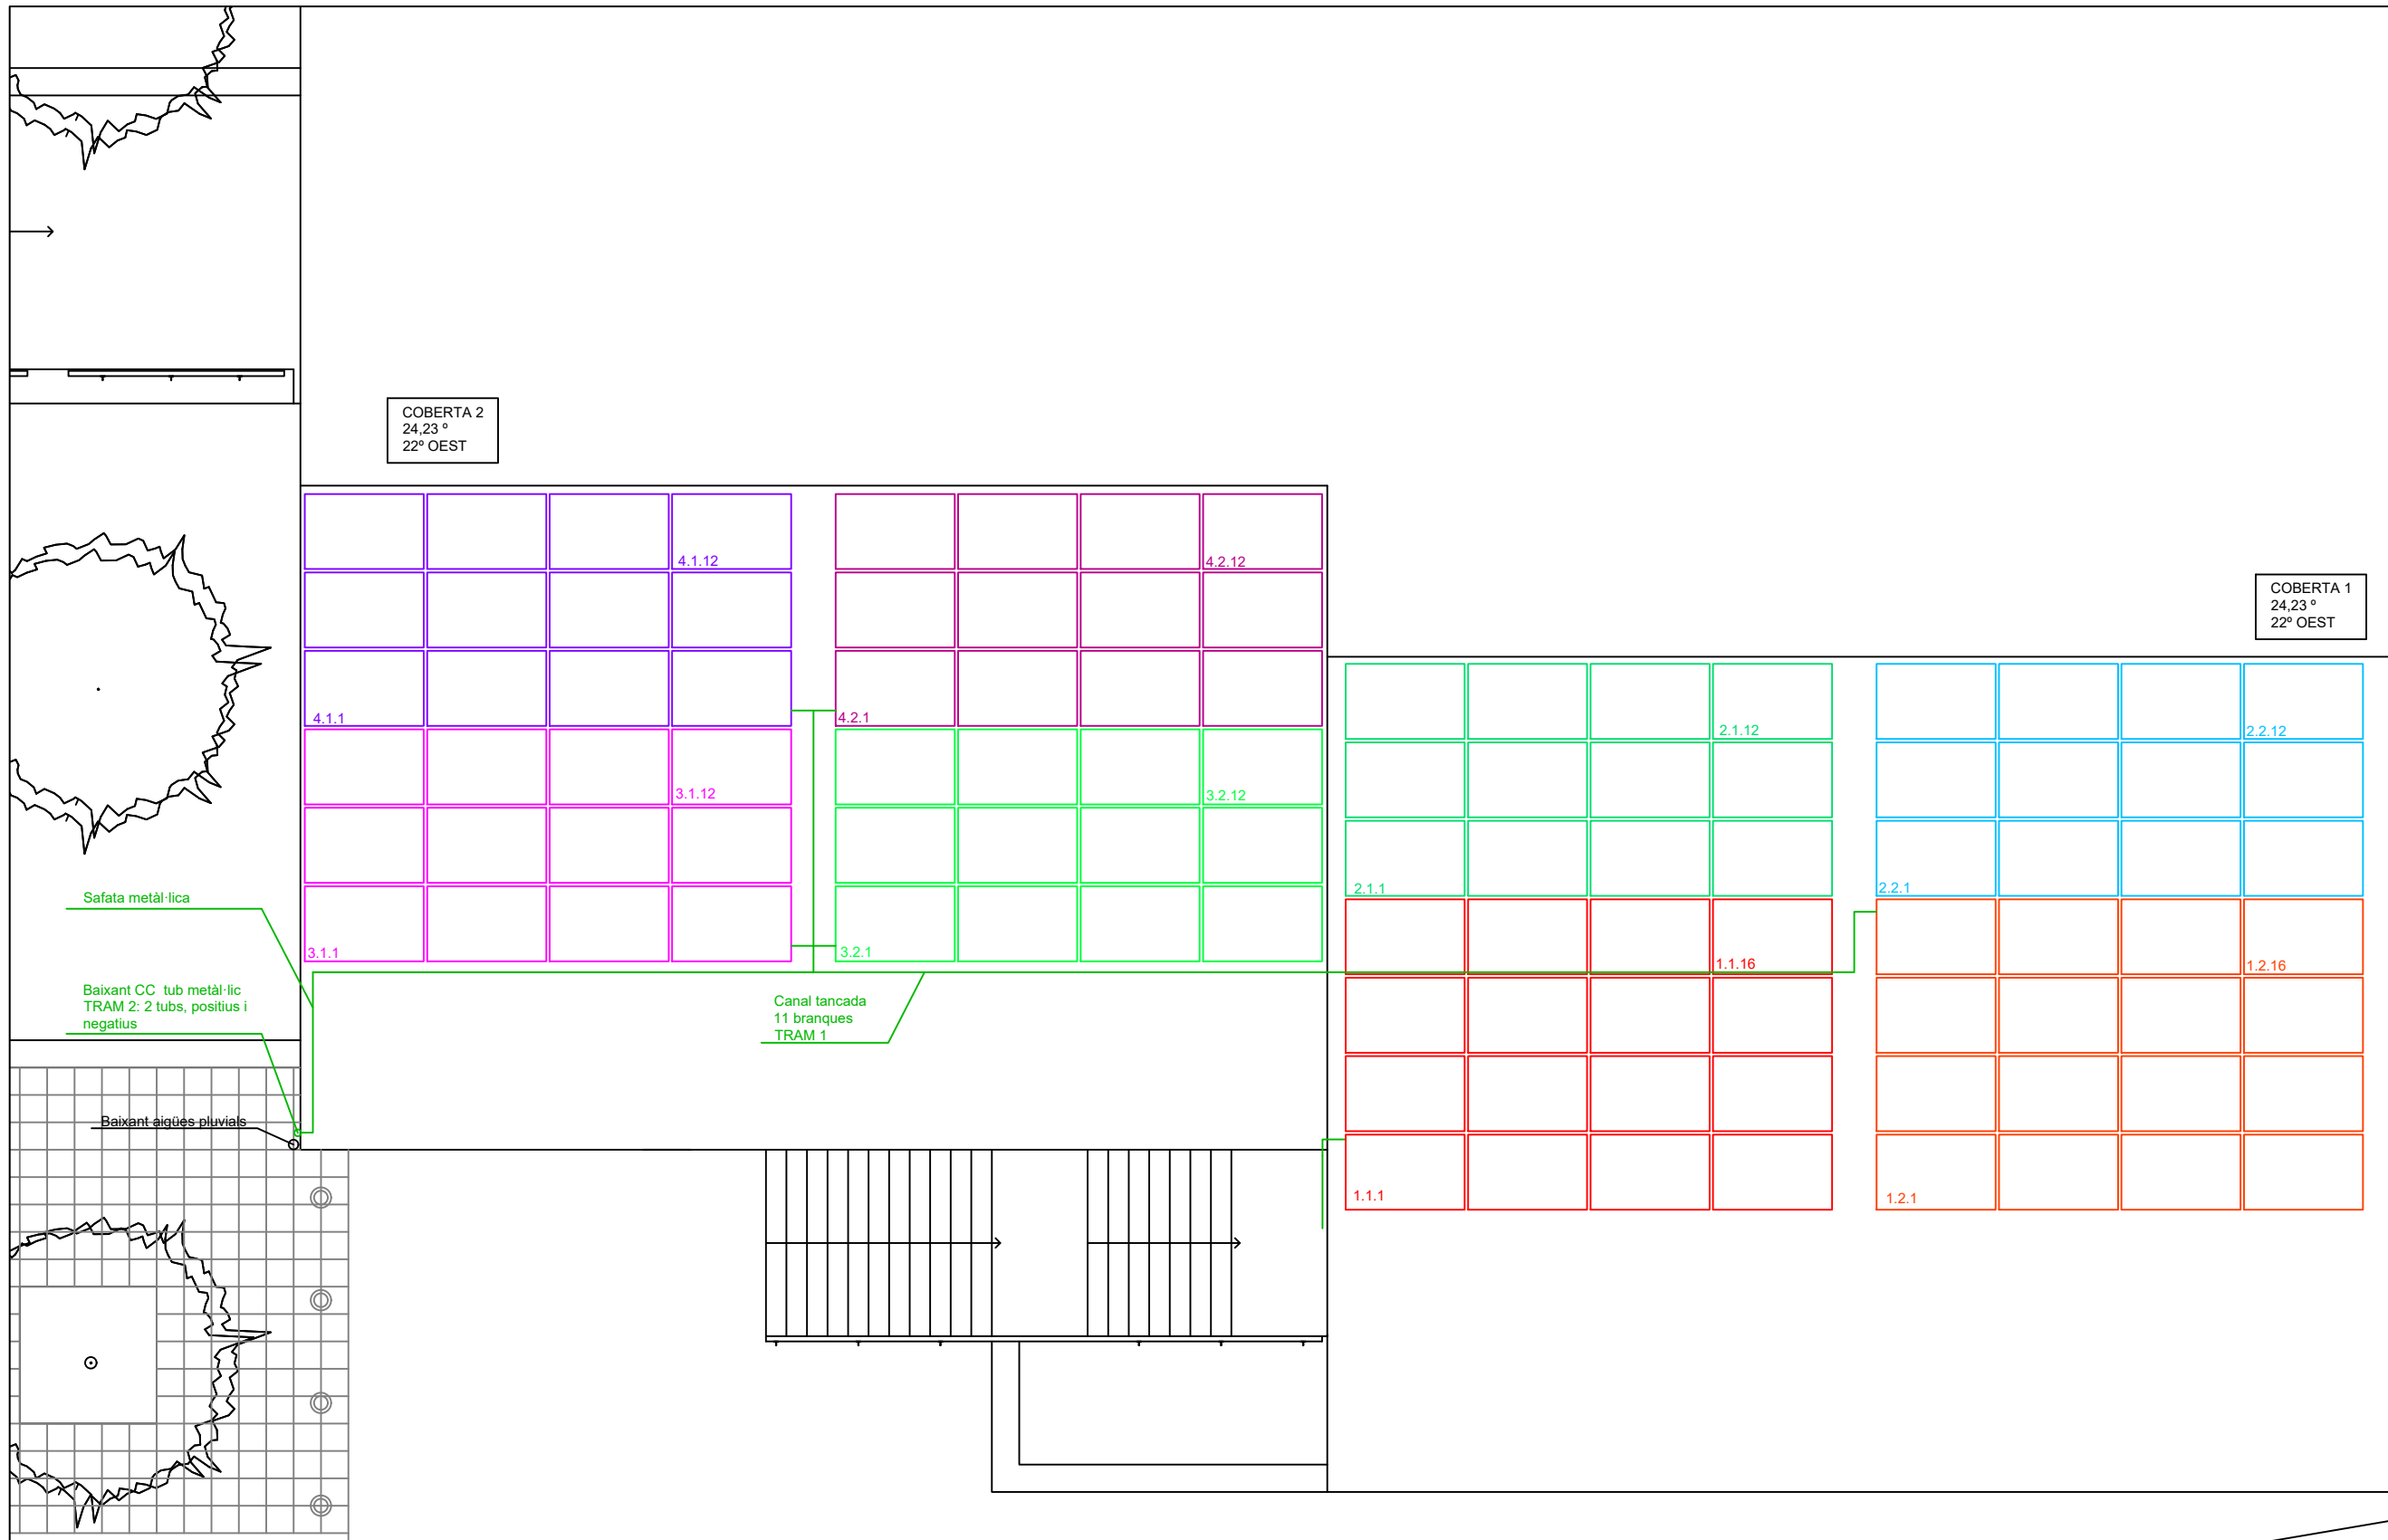 COBERTA 2
24,23 º
22º OEST
COBERTA 1
24,23 º
22º OEST
4.1.12
4.2.12
4.1.1
4.2.1
2.1.12
2.2.12
3.1.12
3.2.12
2.1.1
2.2.1
Safata metàl·lica
3.1.1
3.2.1
1.1.16
1.2.16
Baixant CC tub metàl·lic
TRAM 2: 2 tubs, positius i
negatius
Canal tancada
11 branques
TRAM 1
Baixant aigües pluvials
1.1.1
1.2.1